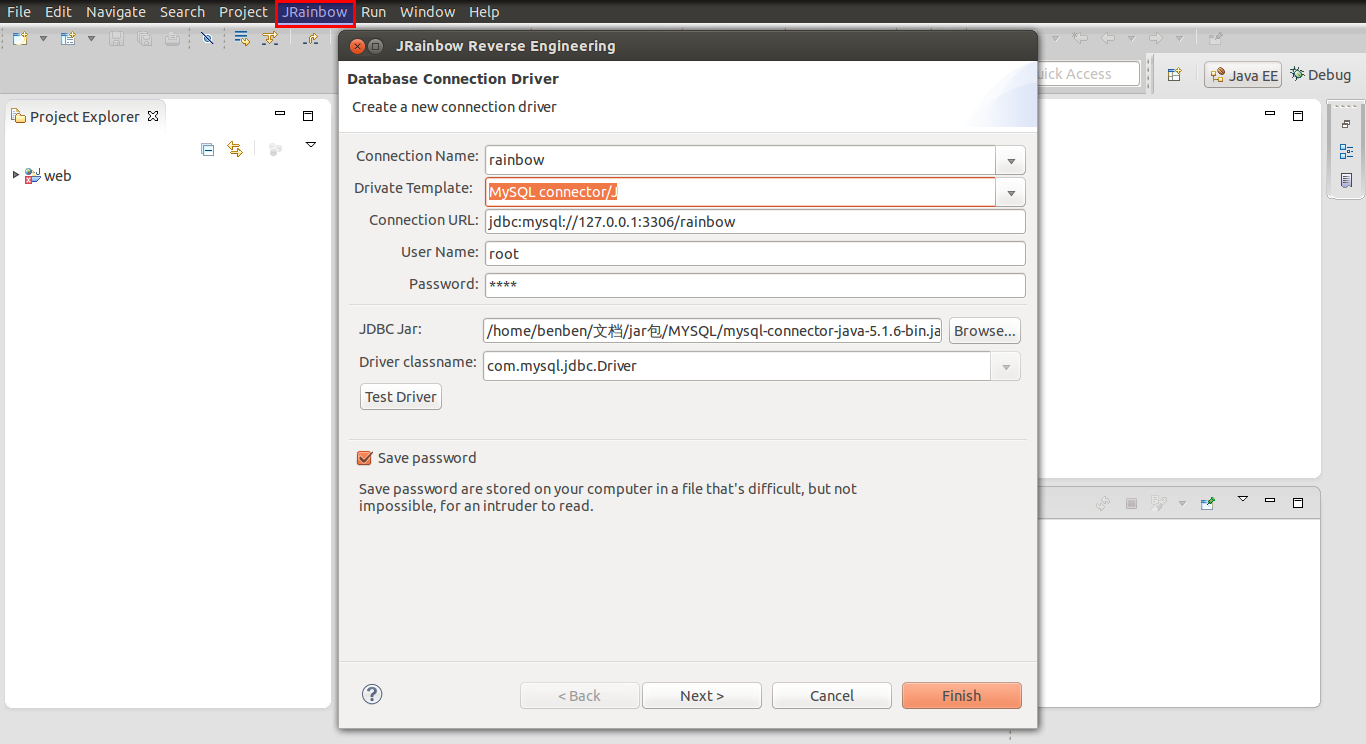 File Edit Navigate Search Project JRainbow Run Window Help
JRainbow Reverse Engineering
Quick Access
Java EE
Debug
Project Explorer
web
Database Connection Driver
Create a new connection driver
Connection Name: rainbow
Drivate Template: MySQL connector/J
Connection URL: jdbc:mysql://127.0.0.1:3306/rainbow
User Name: root
Password: ****
JDBC Jar: /home/benben/文档/jar包/MYSQL/mysql-connector-java-5.1.6-bin.ja Browse...
Driver classname: com.mysql.jdbc.Driver
Test Driver
Save password
Save password are stored on your computer in a file that's difficult, but not
impossible, for an intruder to read.
? < Back Next > Cancel Finish